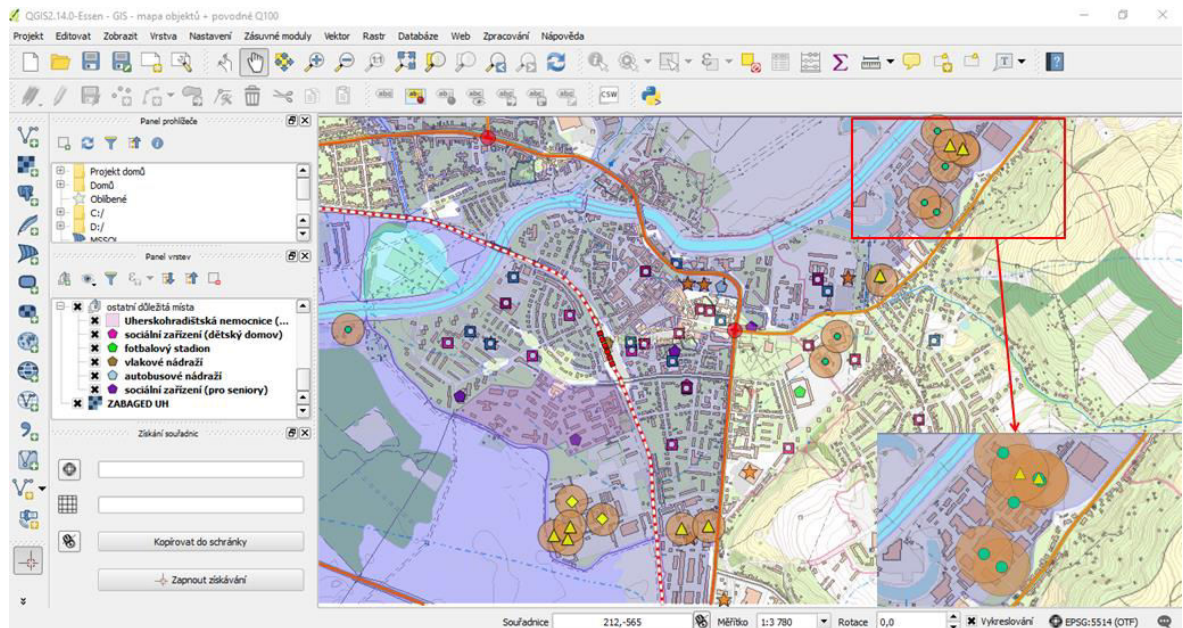 QGIS2.14.0-Essen - GIS - mapa objektů + povodně Q100
Projekt Editovat Zobrazit Vrstva Nastavení Zásuvné moduly Vektor Rastr Databáze Web Zpracování Nápověda
CSW
Panel prohlížeče
Projekt domů
Domů
Oblíbené
C:/
D:/
MSSQL
Panel vrstev
ostatní důležitá místa
Uherskohradištská nemocnice (...
sociální zařízení (dětský domov)
fotbalový stadion
vlakové nádraží
autobusové nádraží
sociální zařízení (pro seniory)
ZABAGED UH
Získání souřadnic
Kopírovat do schránky
Zapnout získávání
Souřadnice 212,-565 Měřítko 1:3 780 Rotace 0,0 Vykreslování EPSG:5514 (OTF)